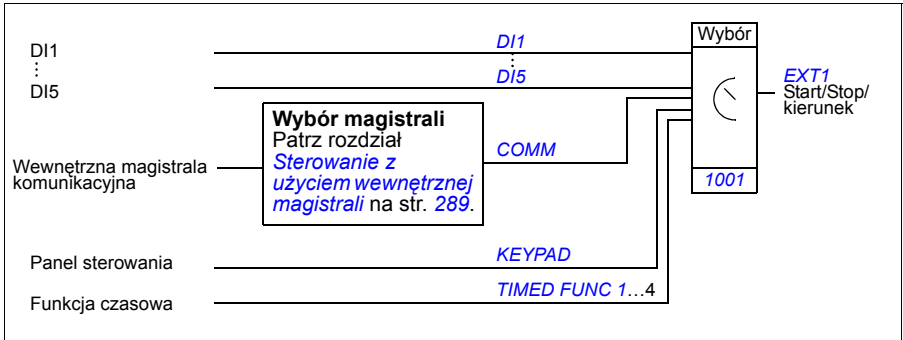 DI1
DI5
DI1
DI5
Wybór
EXT1
Start/Stop/
kierunek
1001
Wybór magistrali
Patrz rozdział
Sterowanie z
użyciem wewnętrznej
magistrali na str. 289.
Wewnętrzna magistrala
komunikacyjna
COMM
Panel sterowania
KEYPAD
Funkcja czasowa
TIMED FUNC 1…4